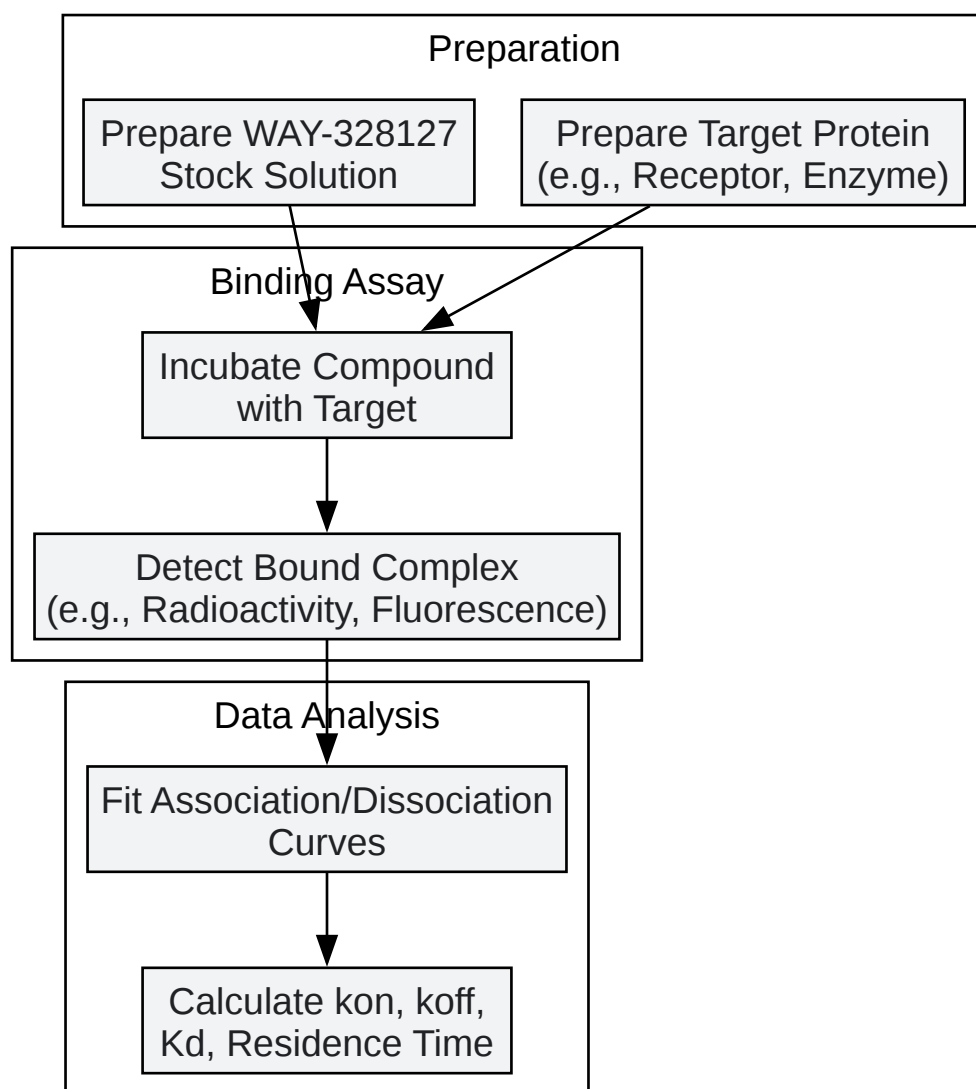 Preparation
Prepare WAY-328127
Stock Solution
Prepare Target Protein
(e.g., Receptor, Enzyme)
Binding Assay
Incubate Compound
with Target
Detect Bound Complex
(e.g., Radioactivity, Fluorescence)
Data Analysis
Fit Association/Dissociation
Curves
Calculate kon, koff,
Kd, Residence Time